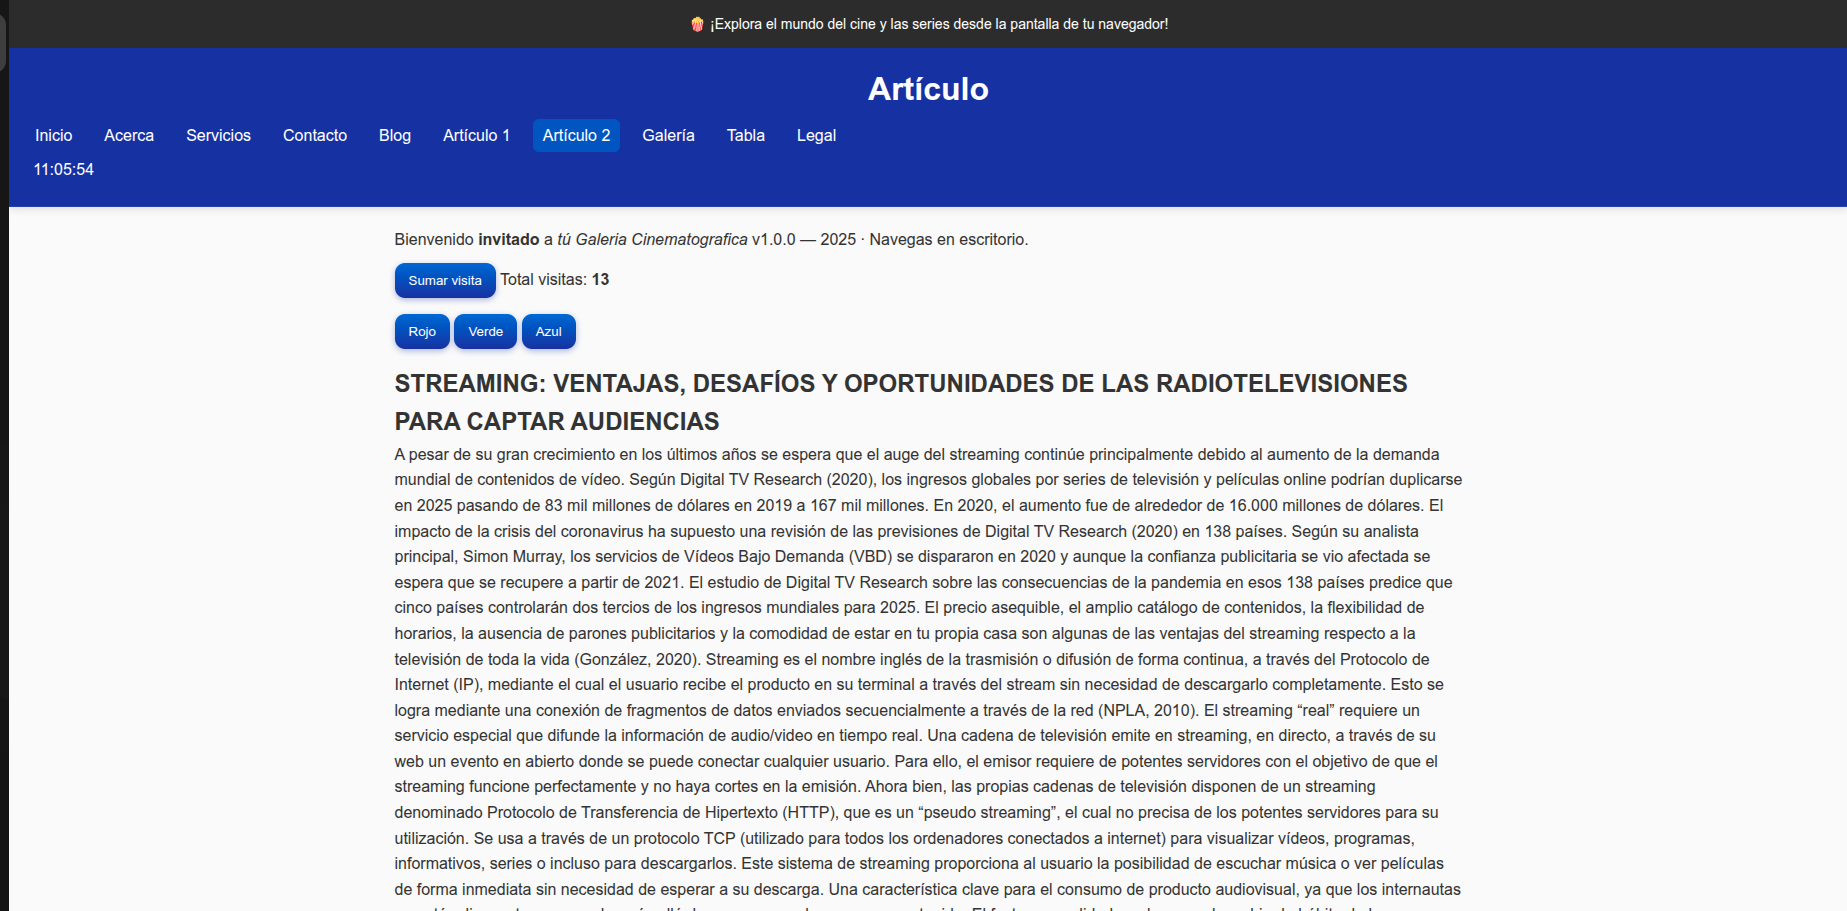 ¡Explora el mundo del cine y las series desde la pantalla de tu navegador!
Artículo
Inicio Acerca Servicios Contacto Blog Artículo 1 Artículo 2 Galería Tabla Legal
11:05:54
Bienvenido invitado a tú Galeria Cinematografica v1.0.0 — 2025 · Navegas en escritorio.
Sumar visita Total visitas: 13
Rojo Verde Azul
STREAMING: VENTAJAS, DESAFÍOS Y OPORTUNIDADES DE LAS RADIOTELEVISIONES
PARA CAPTAR AUDIENCIAS
A pesar de su gran crecimiento en los últimos años se espera que el auge del streaming continúe principalmente debido al aumento de la demanda
mundial de contenidos de vídeo. Según Digital TV Research (2020), los ingresos globales por series de televisión y películas online podrían duplicarse
en 2025 pasando de 83 mil millones de dólares en 2019 a 167 mil millones. En 2020, el aumento fue de alrededor de 16.000 millones de dólares. El
impacto de la crisis del coronavirus ha supuesto una revisión de las previsiones de Digital TV Research (2020) en 138 países. Según su analista
principal, Simon Murray, los servicios de Vídeos Bajo Demanda (VBD) se dispararon en 2020 y aunque la confianza publicitaria se vio afectada se
espera que se recupere a partir de 2021. El estudio de Digital TV Research sobre las consecuencias de la pandemia en esos 138 países predice que
cinco países controlarán dos tercios de los ingresos mundiales para 2025. El precio asequible, el amplio catálogo de contenidos, la flexibilidad de
horarios, la ausencia de parones publicitarios y la comodidad de estar en tu propia casa son algunas de las ventajas del streaming respecto a la
televisión de toda la vida (González, 2020). Streaming es el nombre inglés de la trasmisión o difusión de forma continua, a través del Protocolo de
Internet (IP), mediante el cual el usuario recibe el producto en su terminal a través del stream sin necesidad de descargarlo completamente. Esto se
logra mediante una conexión de fragmentos de datos enviados secuencialmente a través de la red (NPLA, 2010). El streaming “real” requiere un
servicio especial que difunde la información de audio/video en tiempo real. Una cadena de televisión emite en streaming, en directo, a través de su
web un evento en abierto donde se puede conectar cualquier usuario. Para ello, el emisor requiere de potentes servidores con el objetivo de que el
streaming funcione perfectamente y no haya cortes en la emisión. Ahora bien, las propias cadenas de televisión disponen de un streaming
denominado Protocolo de Transferencia de Hipertexto (HTTP), que es un “pseudo streaming”, el cual no precisa de los potentes servidores para su
utilización. Se usa a través de un protocolo TCP (utilizado para todos los ordenadores conectados a internet) para visualizar vídeos, programas,
informativos, series o incluso para descargarlos. Este sistema de streaming proporciona al usuario la posibilidad de escuchar música o ver películas
de forma inmediata sin necesidad de esperar a su descarga. Una característica clave para el consumo de producto audiovisual, ya que los internautas